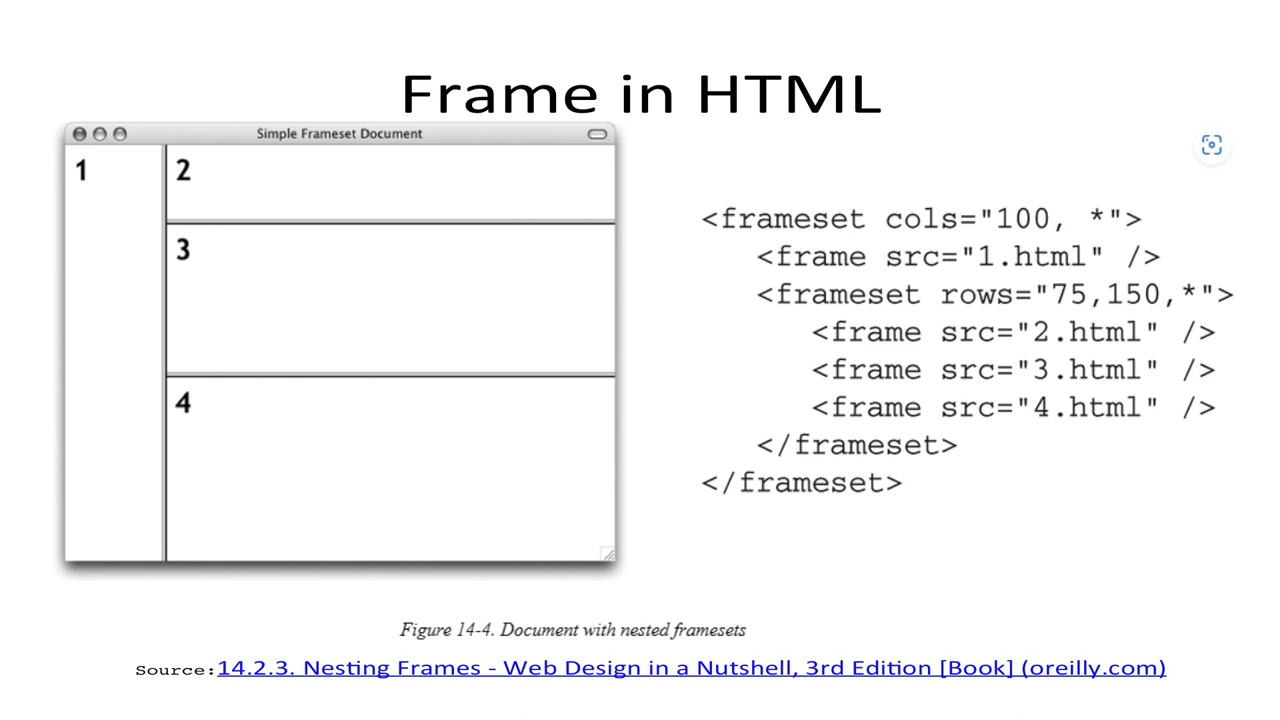 Frame in HTML
Simple Frameset Document
1
2
3
4
<frameset cols="100, *">
<frame src="1.html" />
<frameset rows="75,150,*">
<frame src="2.html" />
<frame src="3.html" />
<frame src="4.html" />
</frameset>
</frameset>
Figure 14-4. Document with nested framesets
Source:14.2.3. Nesting Frames - Web Design in a Nutshell, 3rd Edition [Book] (oreilly.com)